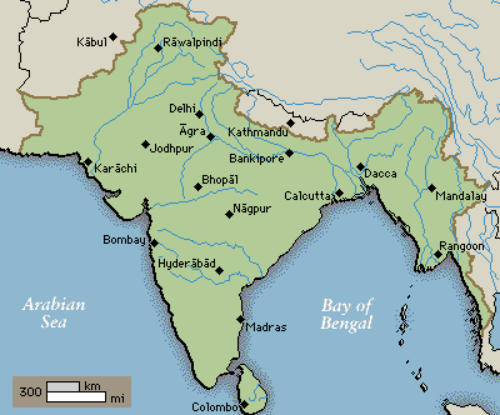 Kābul
Rāwalpindi
Delhi
Āgra
Kathmandu
Jodhpur
Bankipore
Karāchi
Dacca
Bhopāl
Calcutta
Mandalay
Nāgpur
Bombay
Rangoon
Hyderābād
Arabian
Sea
Bay of
Bengal
Madras
300 km
mi
Colombo